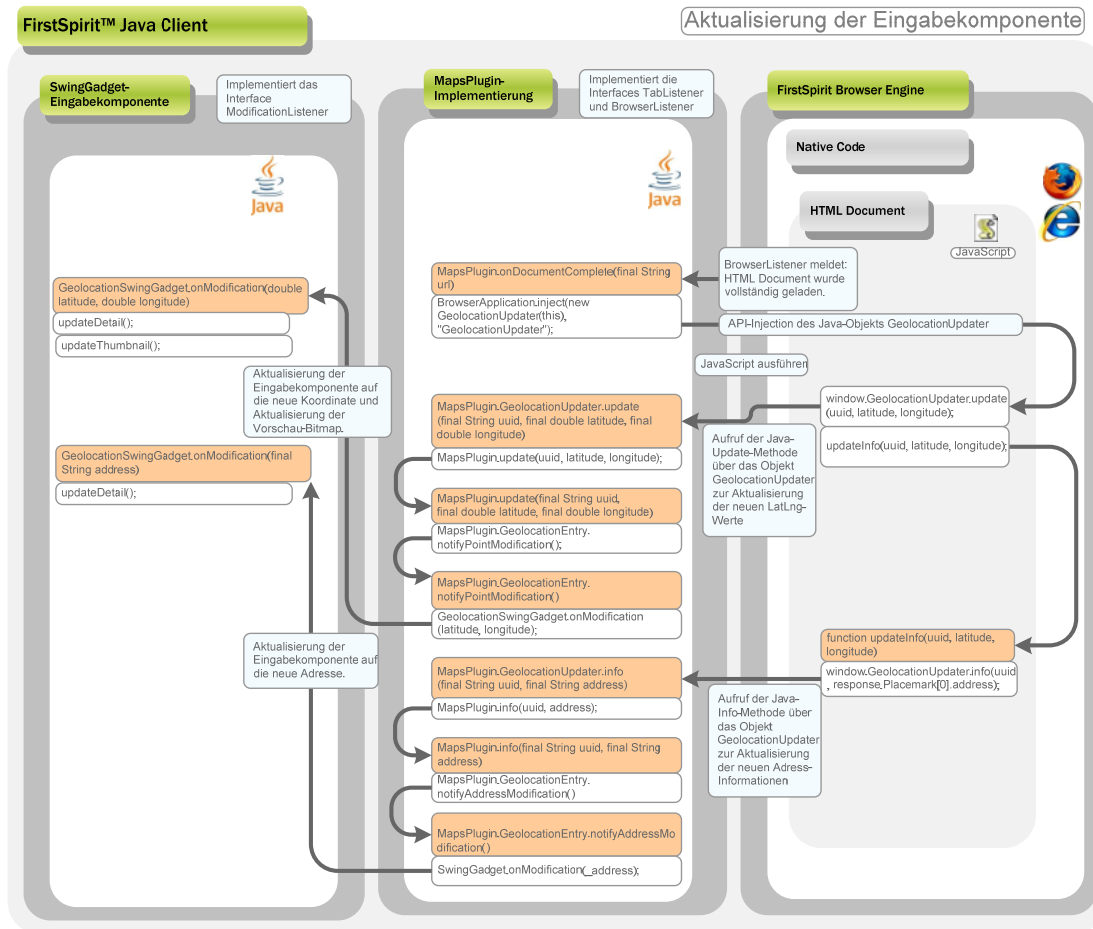 FirstSpirit™ Java Client
Aktualisierung der Eingabekomponente
SwingGadget-
Eingabekomponente
Implementiert das
Interface
ModificationListener
Java
GeolocationSwingGadget.onModification(double
latitude, double longitude)
updateDetail();
updateThumbnail();
Aktualisierung der
Eingabekomponente auf
die neue Koordinate und
Aktualisierung der
Vorschau-Bitmap.
GeolocationSwingGadget.onModification(final
String address)
updateDetail();
Aktualisierung der
Eingabekomponente auf
die neue Adresse.
MapsPlugin-
Implementierung
Implementiert die
Interfaces TabListener
und BrowserListener
Java
MapsPlugin.onDocumentComplele(final String
url)
BrowserApplication.inject(new
GeolocationUpdater(this),
"GeolocationUpdater");
MapsPlugin.GeolocationUpdater.update
(final String uuid, final double latitude, final
double longitude)
MapsPlugin.update(uuid, latitude, longitude);
MapsPlugin.update(final String uuid,
final double latitude, final double longitude)
MapsPlugin.GeolocationEntry.
notifyPointModification();
MapsPlugin.GeolocationEntry.
notifyPointModification()
GeolocationSwingGadget.onModification
(latitude, longitude);
MapsPlugin.GeolocationUpdater.info
(final String uuid, final String address)
MapsPlugin.info(uuid, address);
MapsPlugin.info(final String uuid, final String
address)
MapsPlugin.GeolocationEntry.
notifyAddressModification()
MapsPlugin.GeolocationEntry.notifyAddressMo
dification()
SwingGadget.onModification(_address);
FirstSpirit Browser Engine
Native Code
HTML Document
JavaScript
BrowserListener meldet:
HTML Document wurde
vollständig geladen.
API-Injection des Java-Objekts GeolocationUpdater
JavaScript ausführen
window.GeolocationUpdater.update
(uuid, latitude, longitude);
updateInfo(uuid, latitude, longitude);
Aufruf der Java-
Update-Methode
über das Objekt
GeolocationUpdater
zur Aktualisierung
der neuen LatLng-
Werte
function updateInfo(uuid, latitude,
longitude)
window.GeolocationUpdater.info(uuid
, response.Placemark[0].address);
Aufruf der Java-
Info-Methode über
das Objekt
GeolocationUpdater
zur Aktualisierung
der neuen Adress-
Informationen